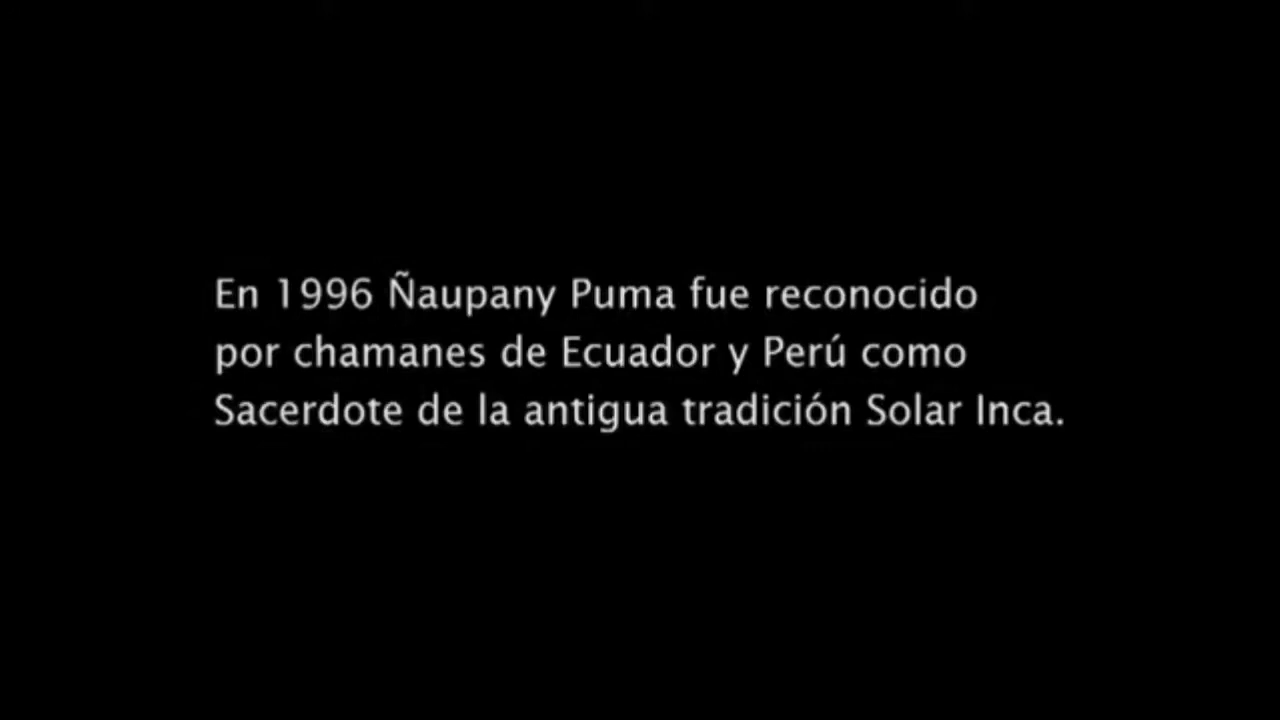 En 1996 Ñaupany Puma fue reconocido
por chamanes de Ecuador y Perú como
Sacerdote de la antigua tradición Solar Inca.